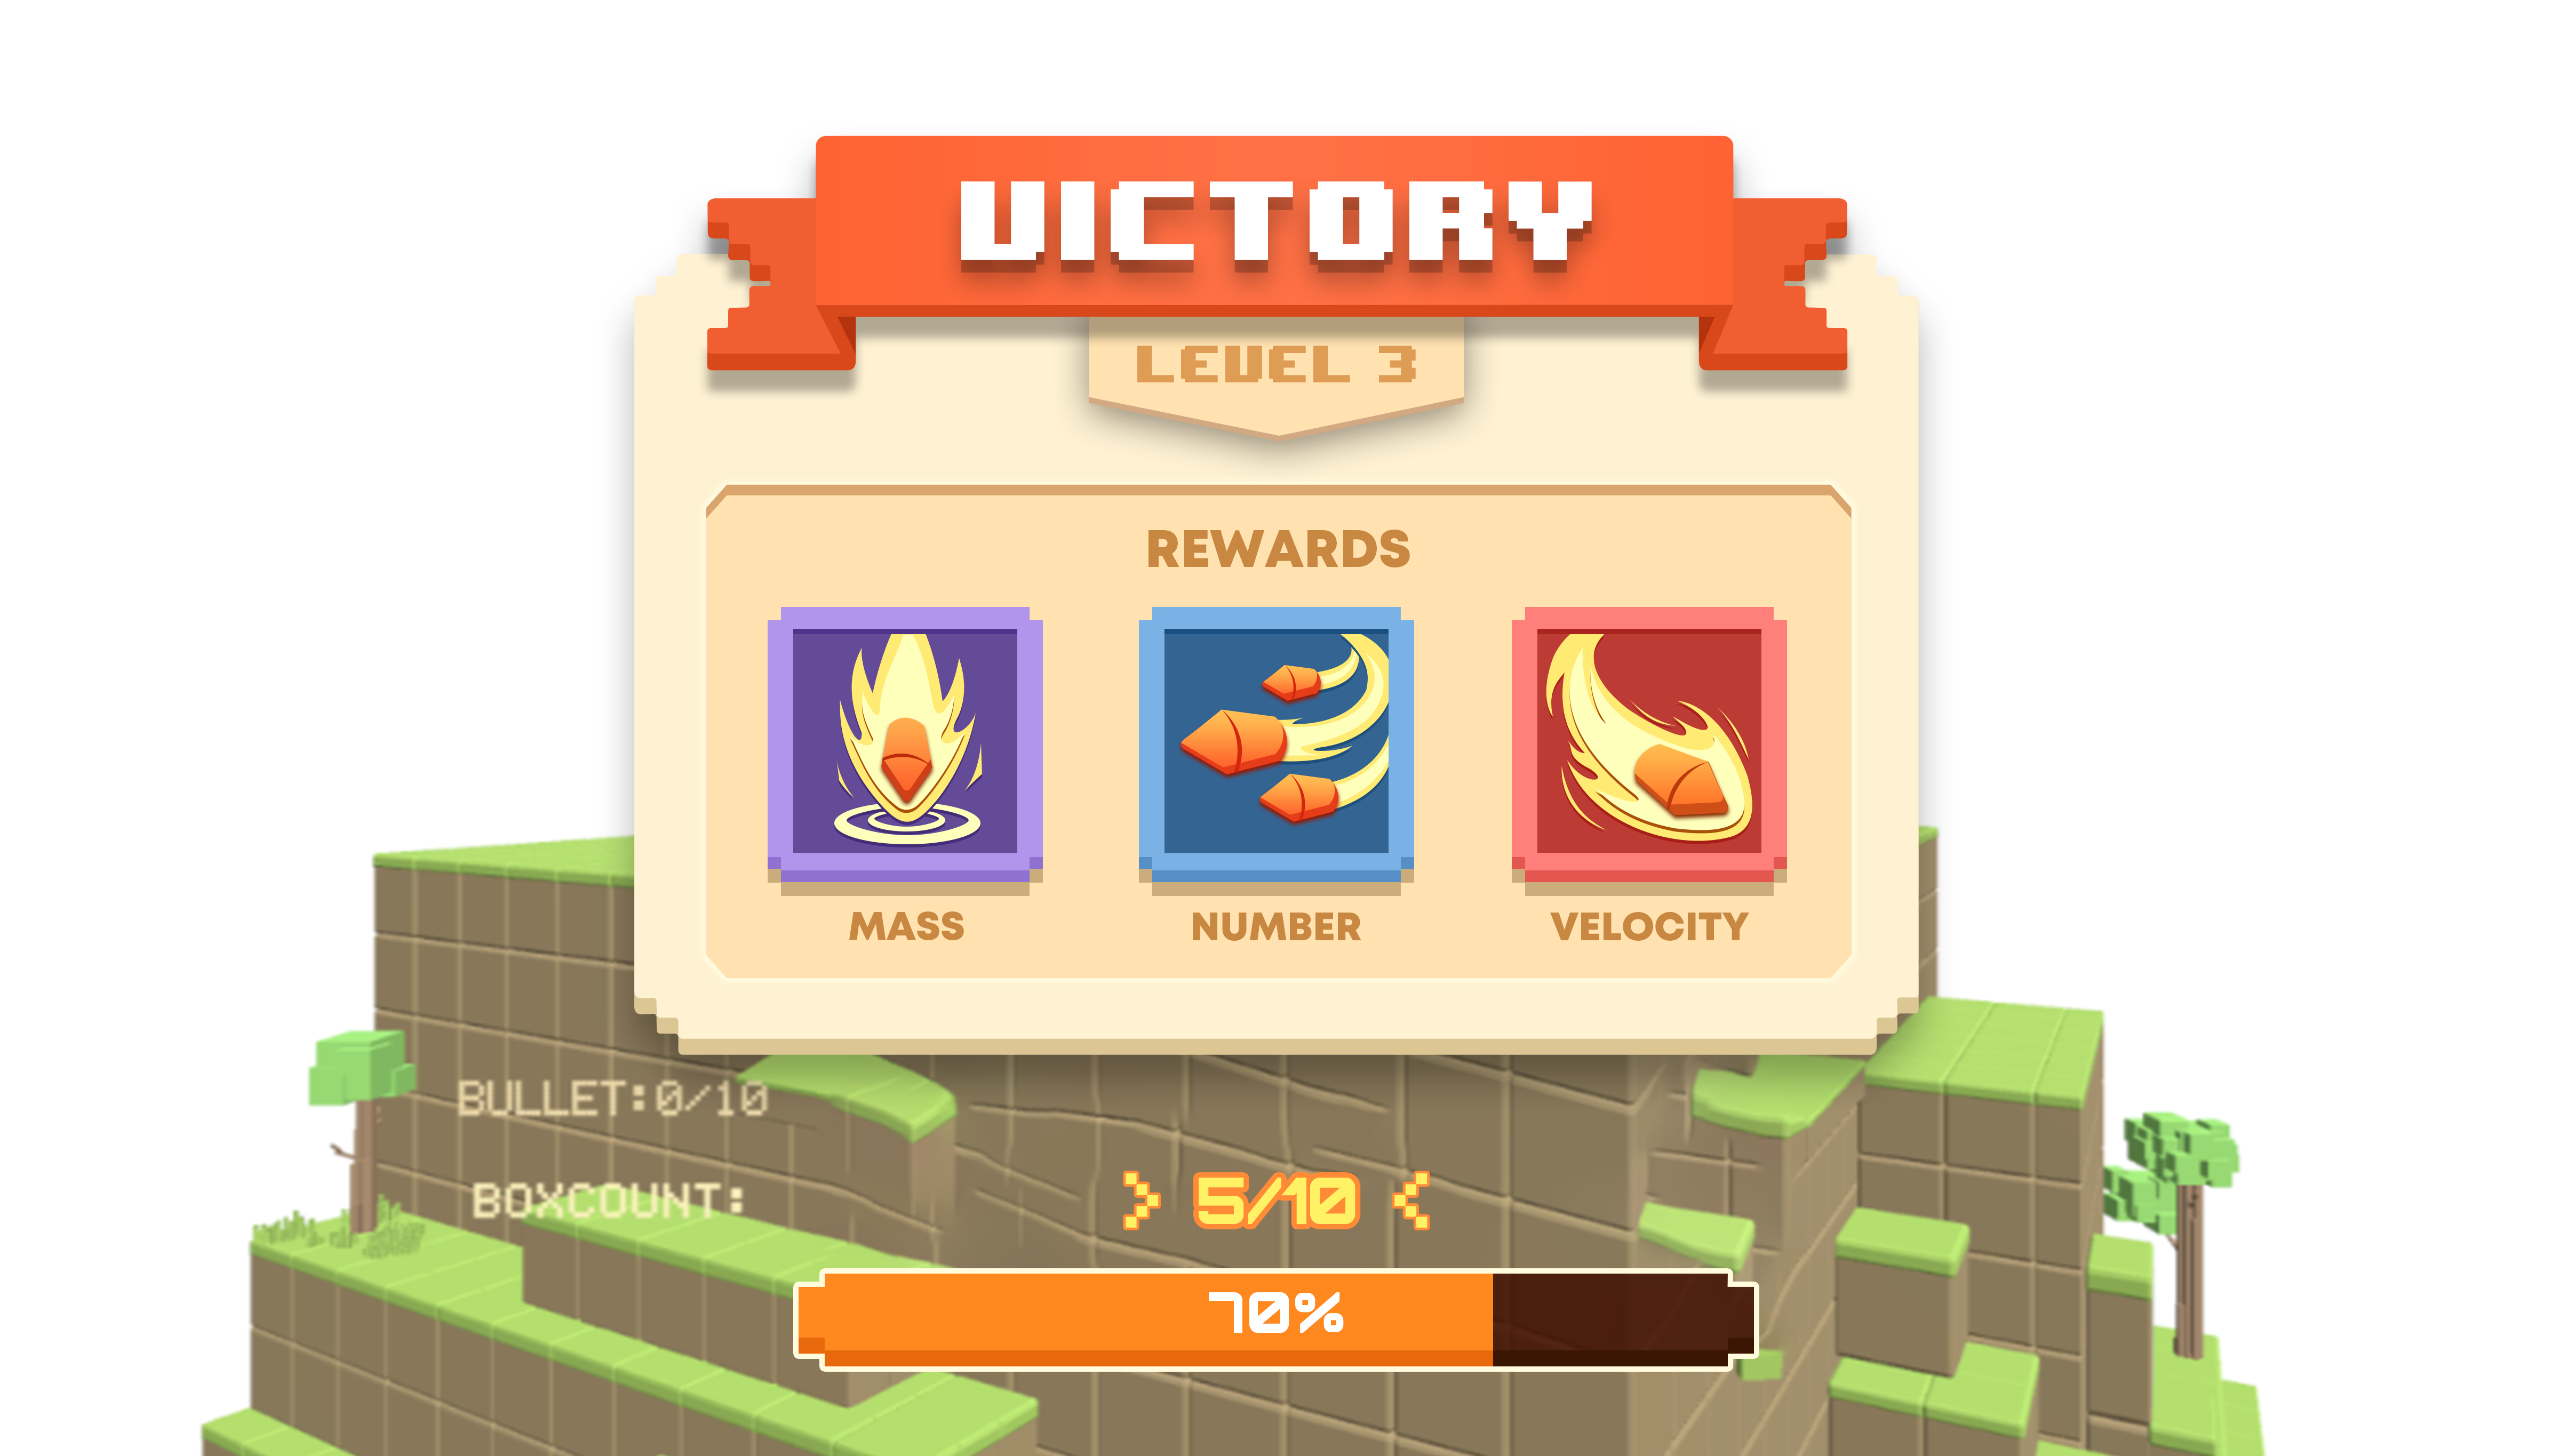 VICTORY
LEVEL 3
REWARDS
MASS
NUMBER
VELOCITY
BULLET:0/10
BOXCOUNT:
5/10
70%